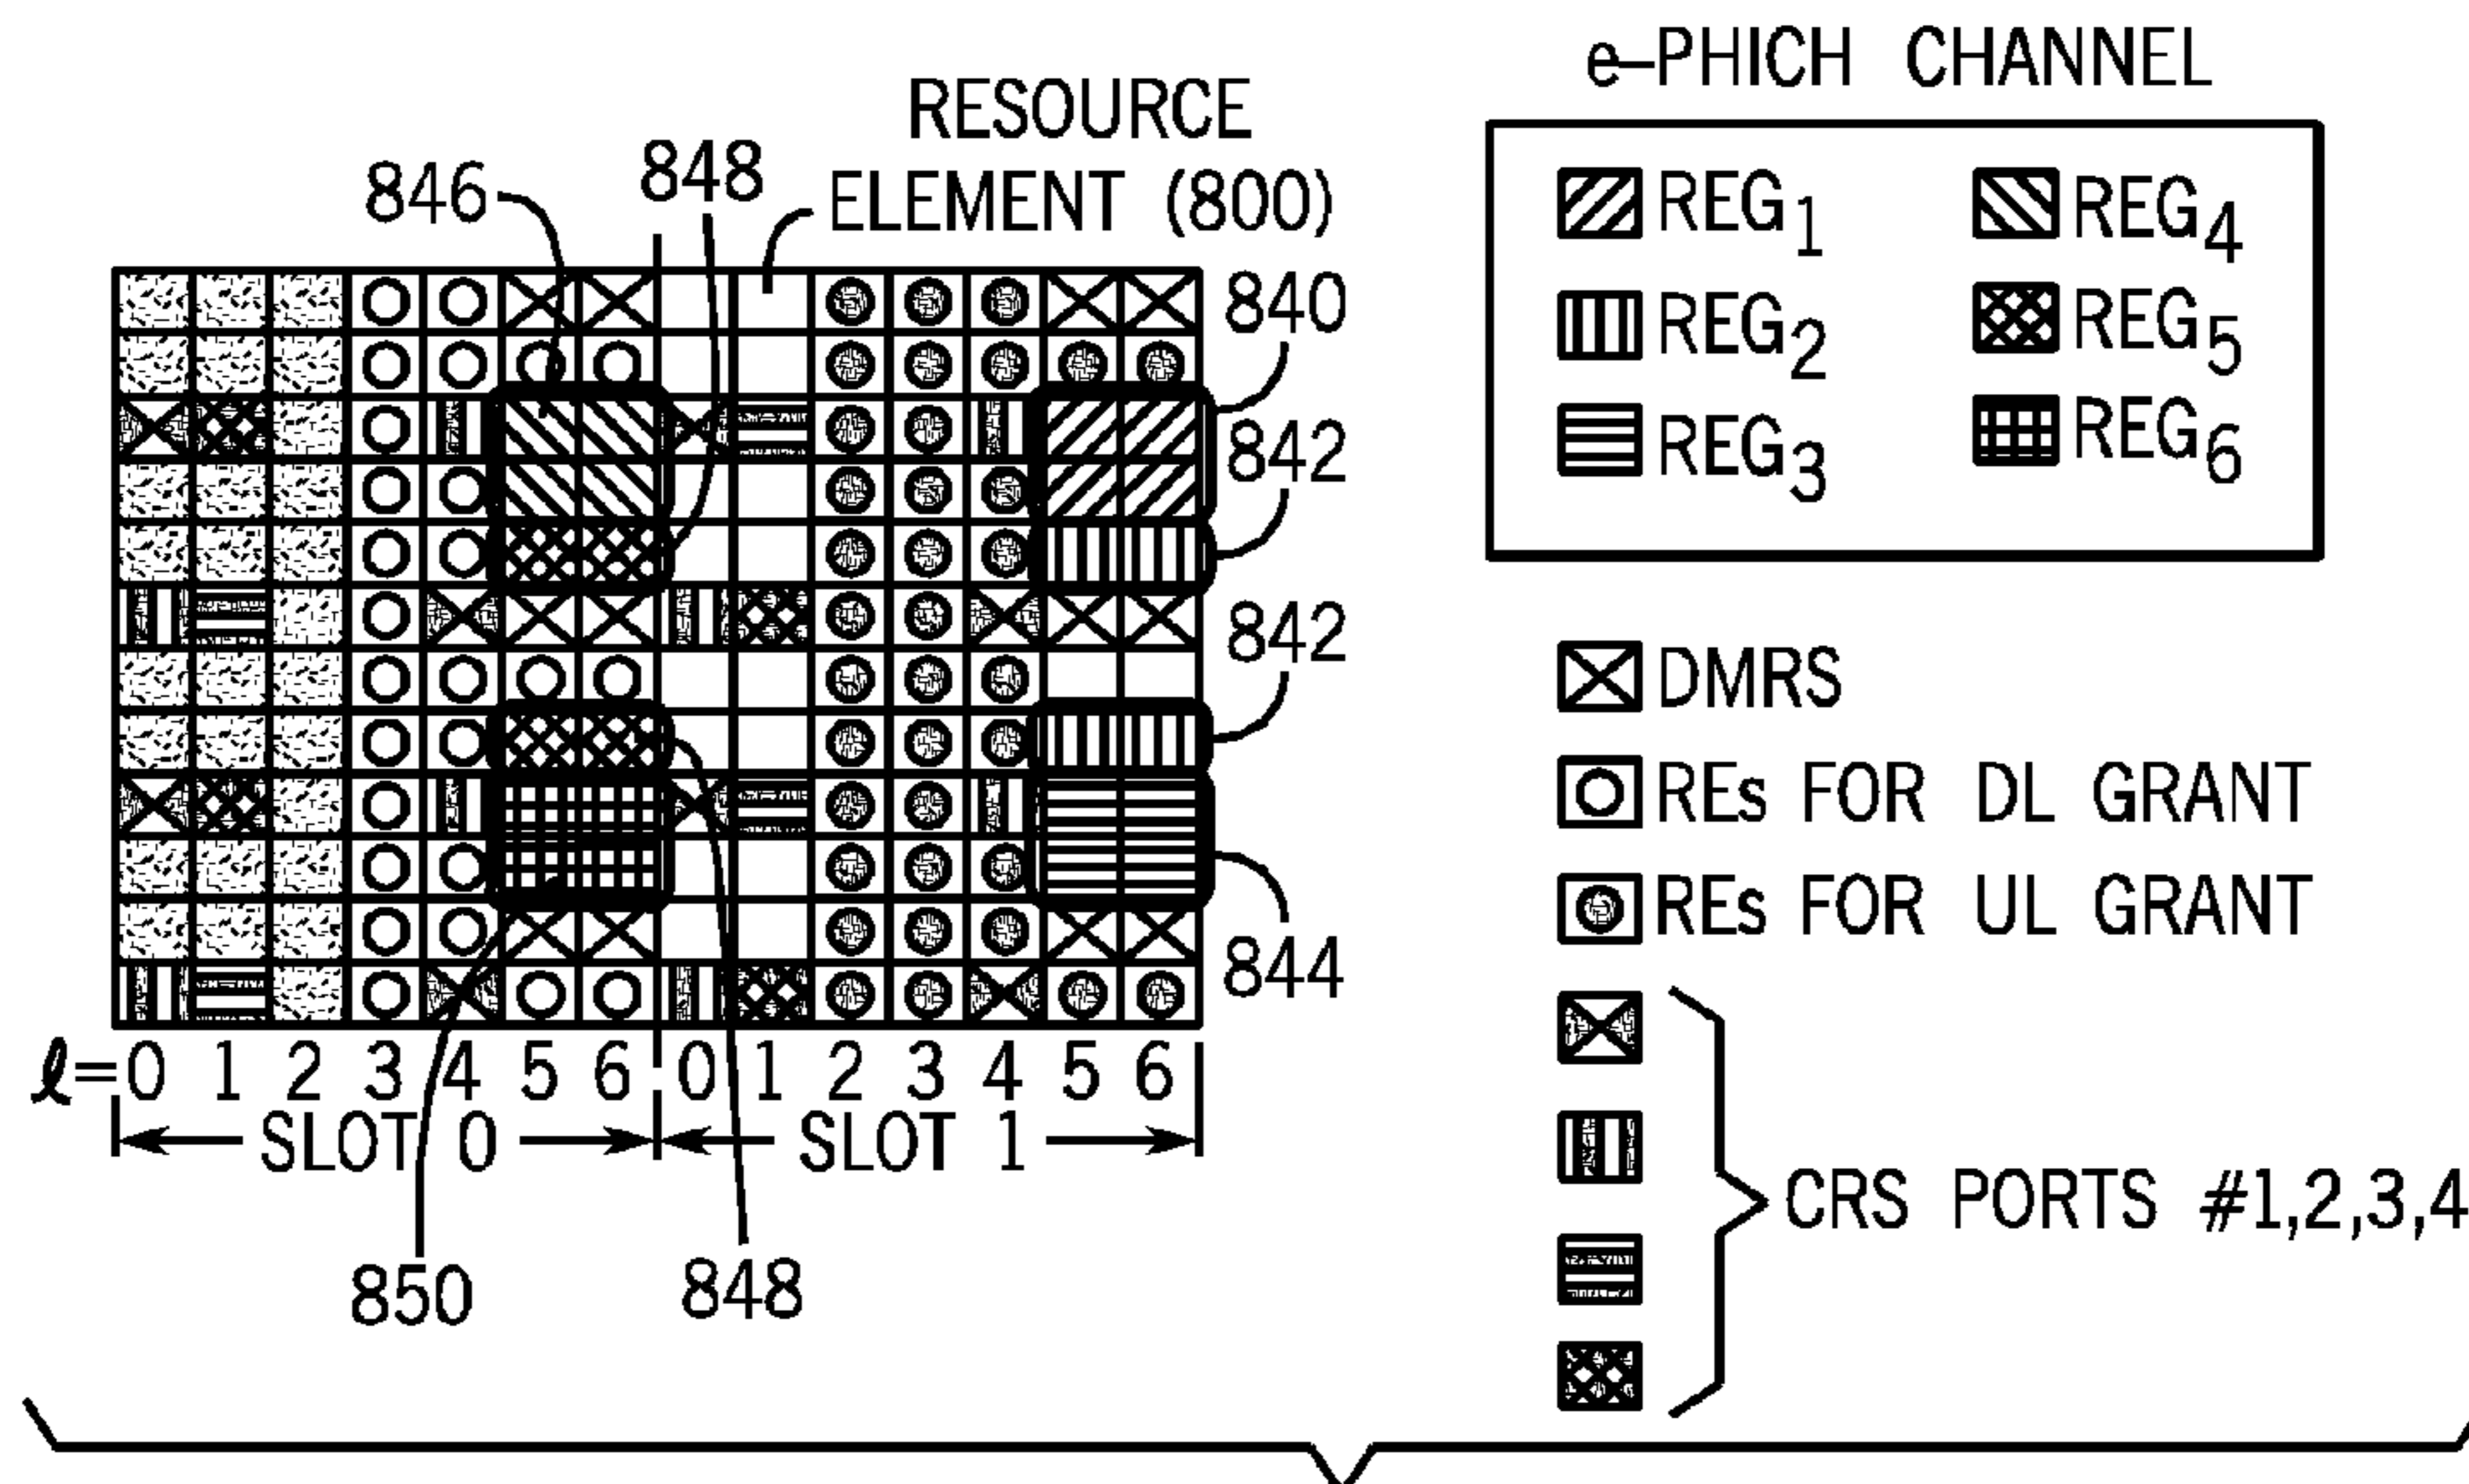 e–PHICH CHANNEL
RESOURCE
ELEMENT (800)
846
848
REG1
REG4
REG2
REG5
REG3
REG6
840
842
842
844
DMRS
REs FOR DL GRANT
REs FOR UL GRANT
CRS PORTS #1,2,3,4
ℓ=0 1 2 3 4 5 6 0 1 2 3 4 5 6
SLOT 0
SLOT 1
850
848